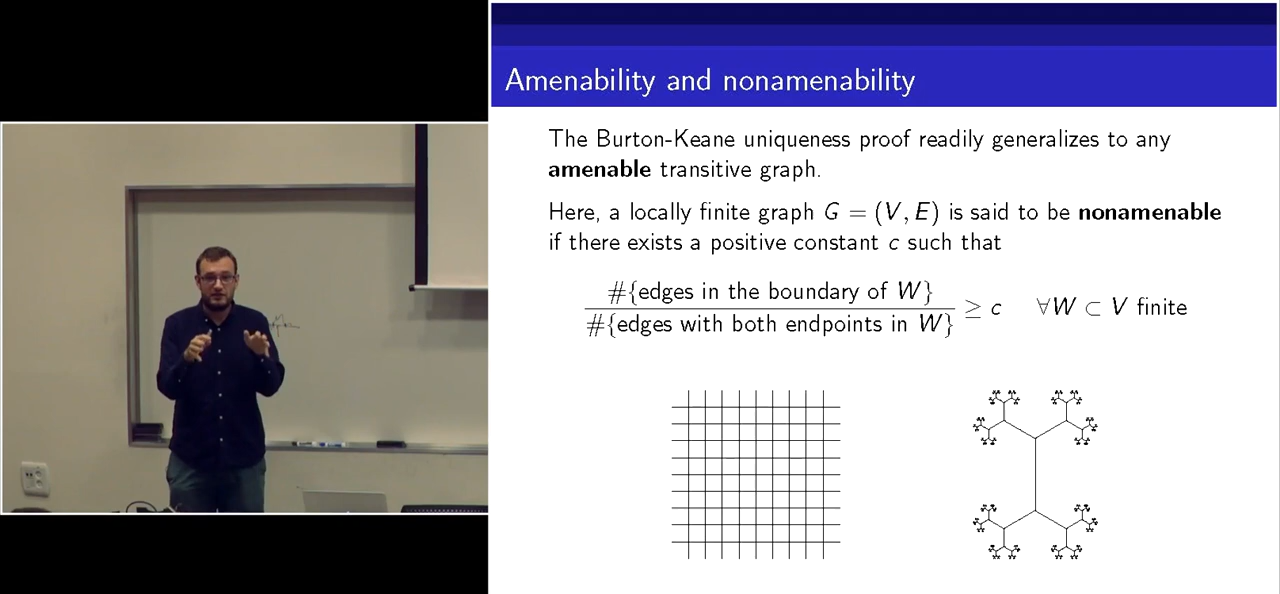 Amenability and nonamenability
The Burton-Keane uniqueness proof readily generalizes to any
amenable transitive graph.
Here, a locally finite graph G = (V, E) is said to be nonamenable
if there exists a positive constant c such that
#{edges in the boundary of W}
#{edges with both endpoints in W}
≥ c ∀W ⊂ V finite